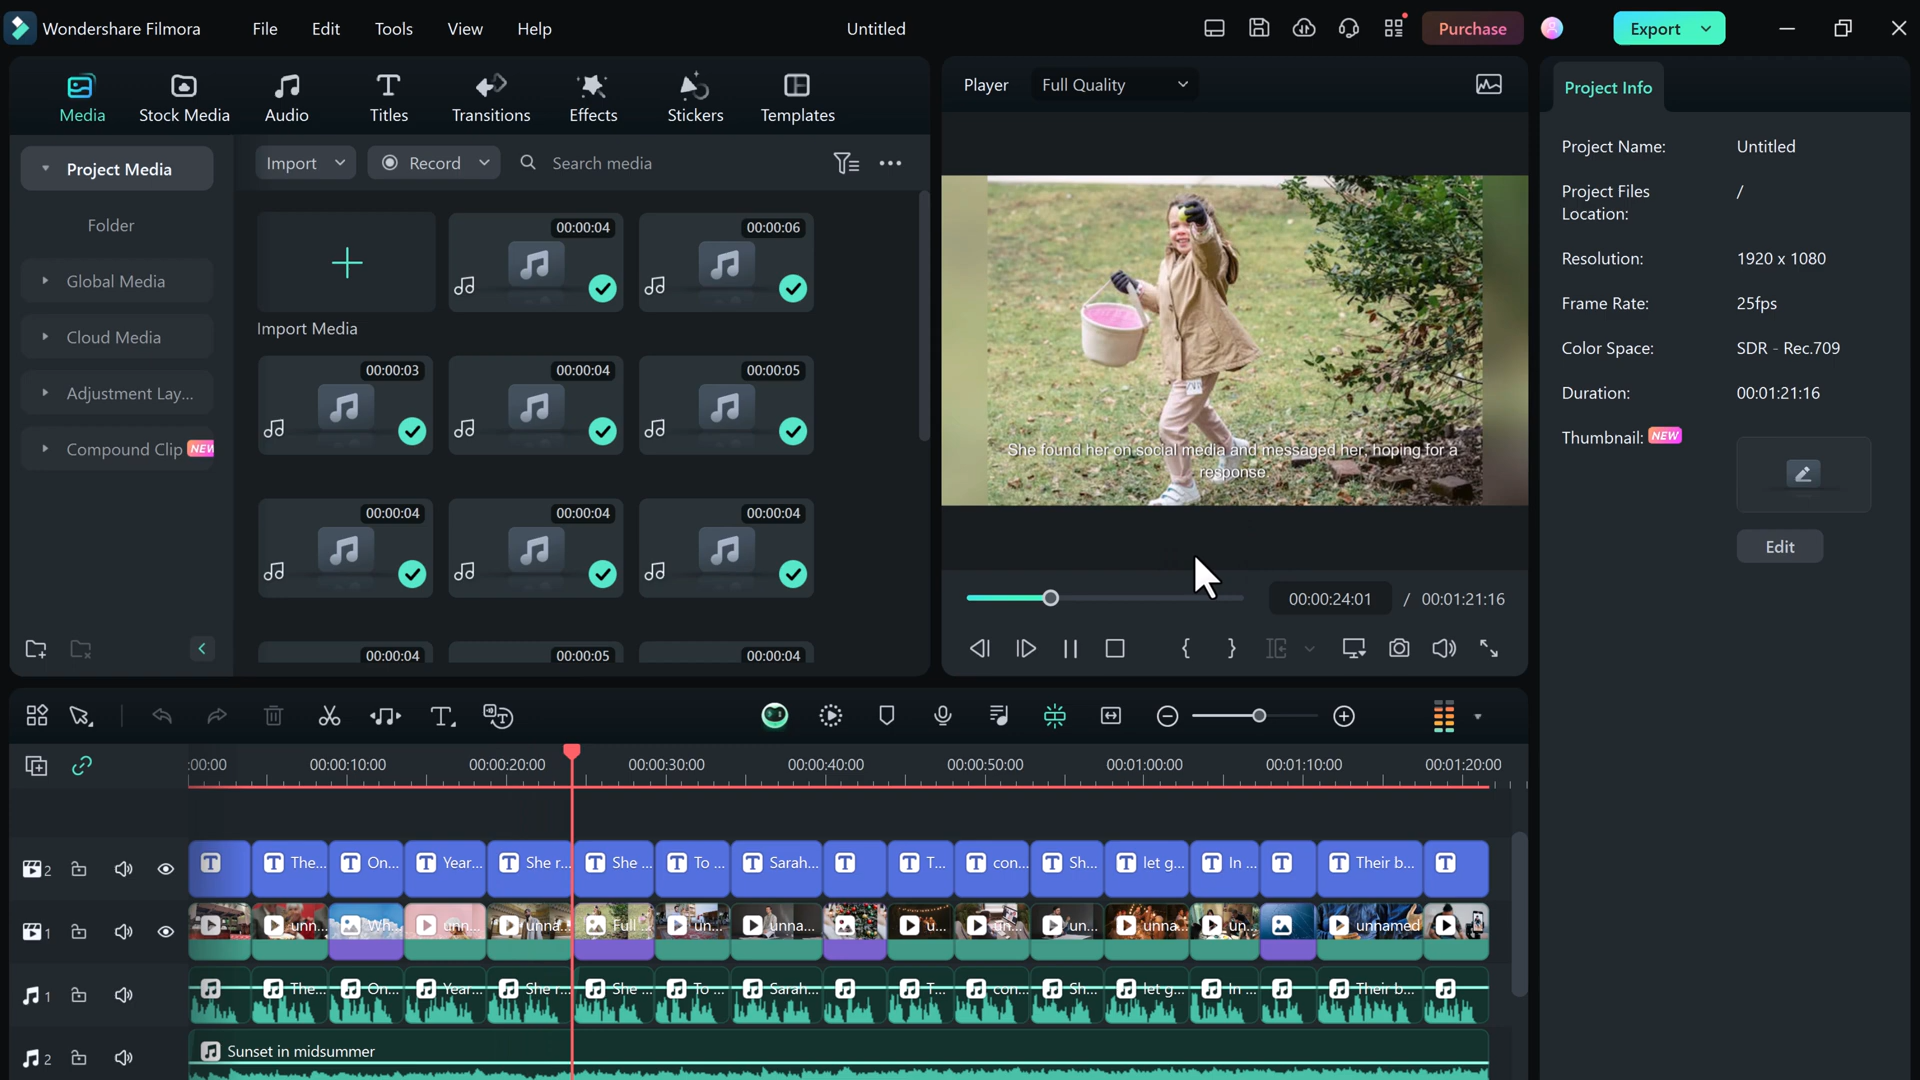 Wondershare Filmora
File
Edit
Tools
View
Help
Untitled
Purchase
Export
Media
Stock Media
Audio
Titles
Transitions
Effects
Stickers
Templates
Project Media
Folder
Global Media
Cloud Media
Adjustment Lay...
Compound Clip NEW
Import
Record
Search media
Import Media
00:00:04
00:00:06
00:00:03
00:00:04
00:00:05
00:00:04
00:00:04
00:00:04
00:00:04
00:00:05
00:00:04
Player
Full Quality
She found her on social media and messaged her, hoping for a
response.
00:00:24:01 / 00:01:21:16
Project Info
Project Name: Untitled
Project Files
Location:
/
Resolution: 1920 x 1080
Frame Rate: 25fps
Color Space: SDR - Rec.709
Duration: 00:01:21:16
Thumbnail: NEW
Edit
:00:00 00:00:10:00 00:00:20:00 00:00:30:00 00:00:40:00 00:00:50:00 00:01:00:00 00:01:10:00 00:01:20:00
2 The... On... Year... She r... She ... To ... Sarah... T... con... Sh... let g... In ... Their b...
1 unn... Wh... unn... unna... Full ... un... unna... u... un... un... unna... un... unnamed
1 The... On... Year... She r... She ... To ... Sarah... T... con... Sh... let g... In ... Their b...
2 Sunset in midsummer